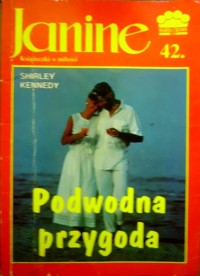 Janine
Książeczki o miłości
42.
SHIRLEY
KENNEDY
Podwodna
przygoda